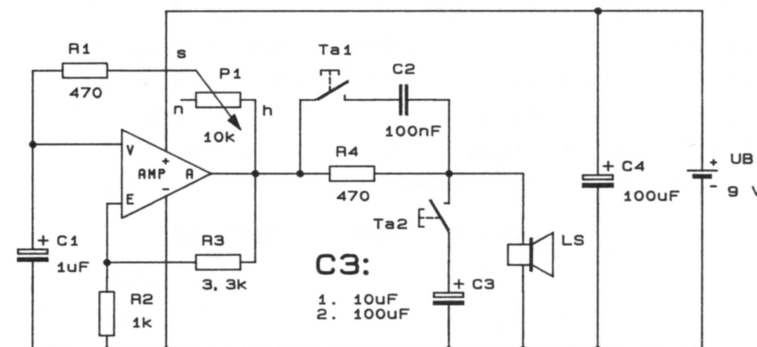 R1
470
s
P1
n
h
10k
Ta1
C2
100nF
V
AMP
A
E
+
-
R4
470
+
C4
100uF
+
UB
-
9 V
Ta2
LS
+
C1
1uF
R3
3,3k
C3:
1. 10uF
2. 100uF
+
C3
R2
1k